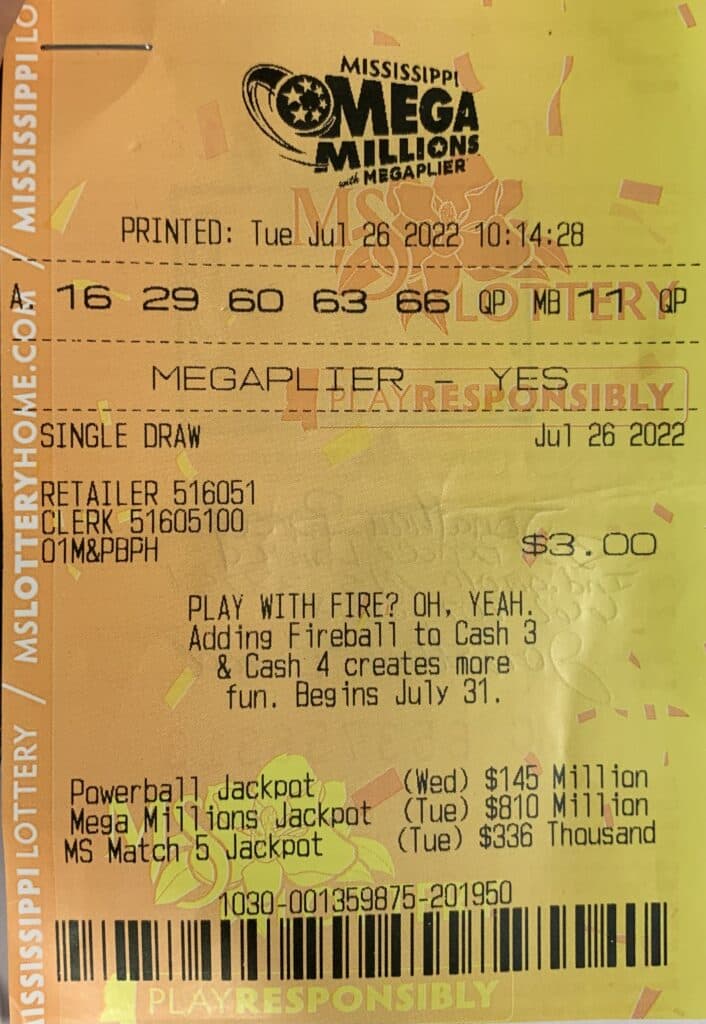 MISSISSIPPI
MEGA
MILLIONS
with MEGAPLIER
PRINTED: Tue Jul 26 2022 10:14:28
MS
LOTTERY
A. 16 29 60 63 66 QP MB 11 QP
MEGAPLIER - YES
PLAY RESPONSIBLY
SINGLE DRAW Jul 26 2022
RETAILER 516051
CLERK 51605100
01M&PBPH $3.00
PLAY WITH FIRE? OH, YEAH.
Adding Fireball to Cash 3
& Cash 4 creates more
fun. Begins July 31.
Powerball Jackpot (Wed) $145 Million
Mega Millions Jackpot (Tue) $810 Million
MS Match 5 Jackpot (Tue) $336 Thousand
1030-001359875-201950
PLAYRESPONSIBLY
ISSISSIPPI LOTTERY / MSLOTTERYHOME.COM / MISSISSIPPI LO